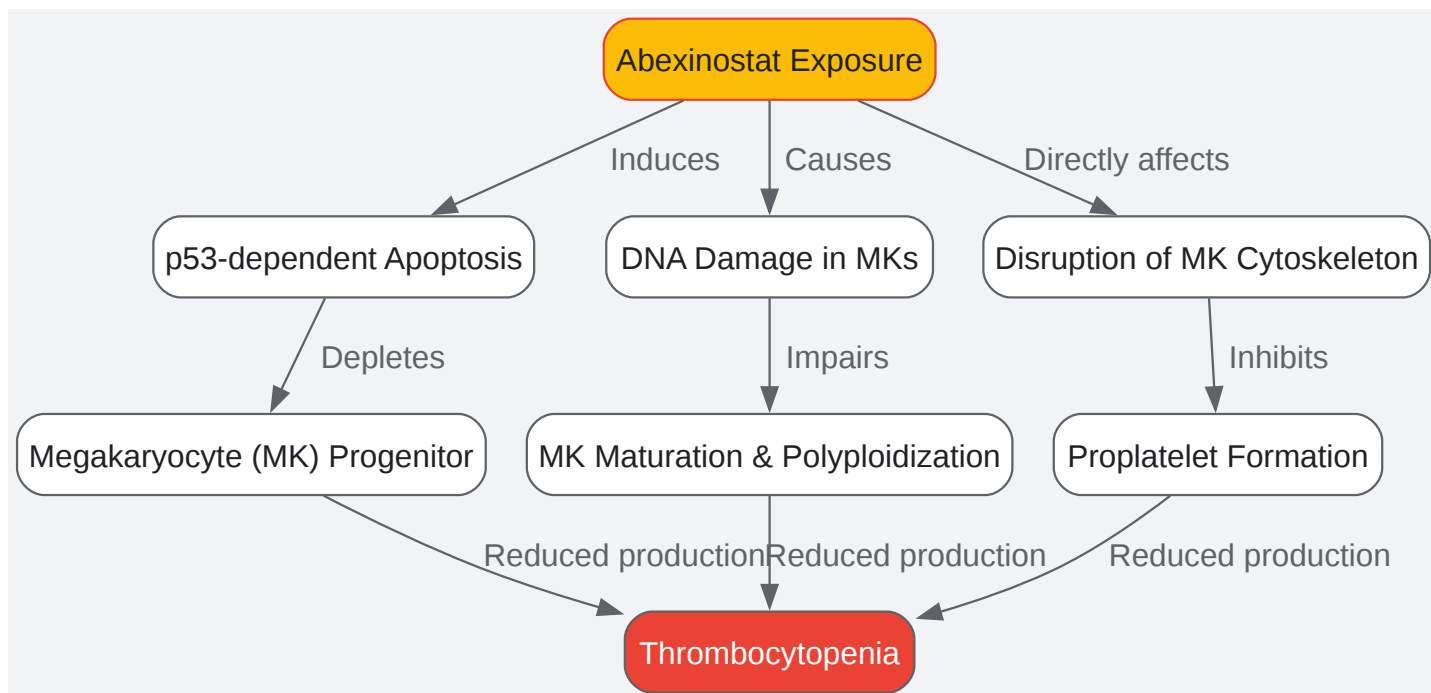 Abexinostat Exposure
Induces
Causes
Directly affects
p53-dependent Apoptosis
DNA Damage in MKs
Disruption of MK Cytoskeleton
Depletes
Impairs
Inhibits
Megakaryocyte (MK) Progenitor
MK Maturation & Polyploidization
Proplatelet Formation
Reduced production
Reduced production
Reduced production
Thrombocytopenia